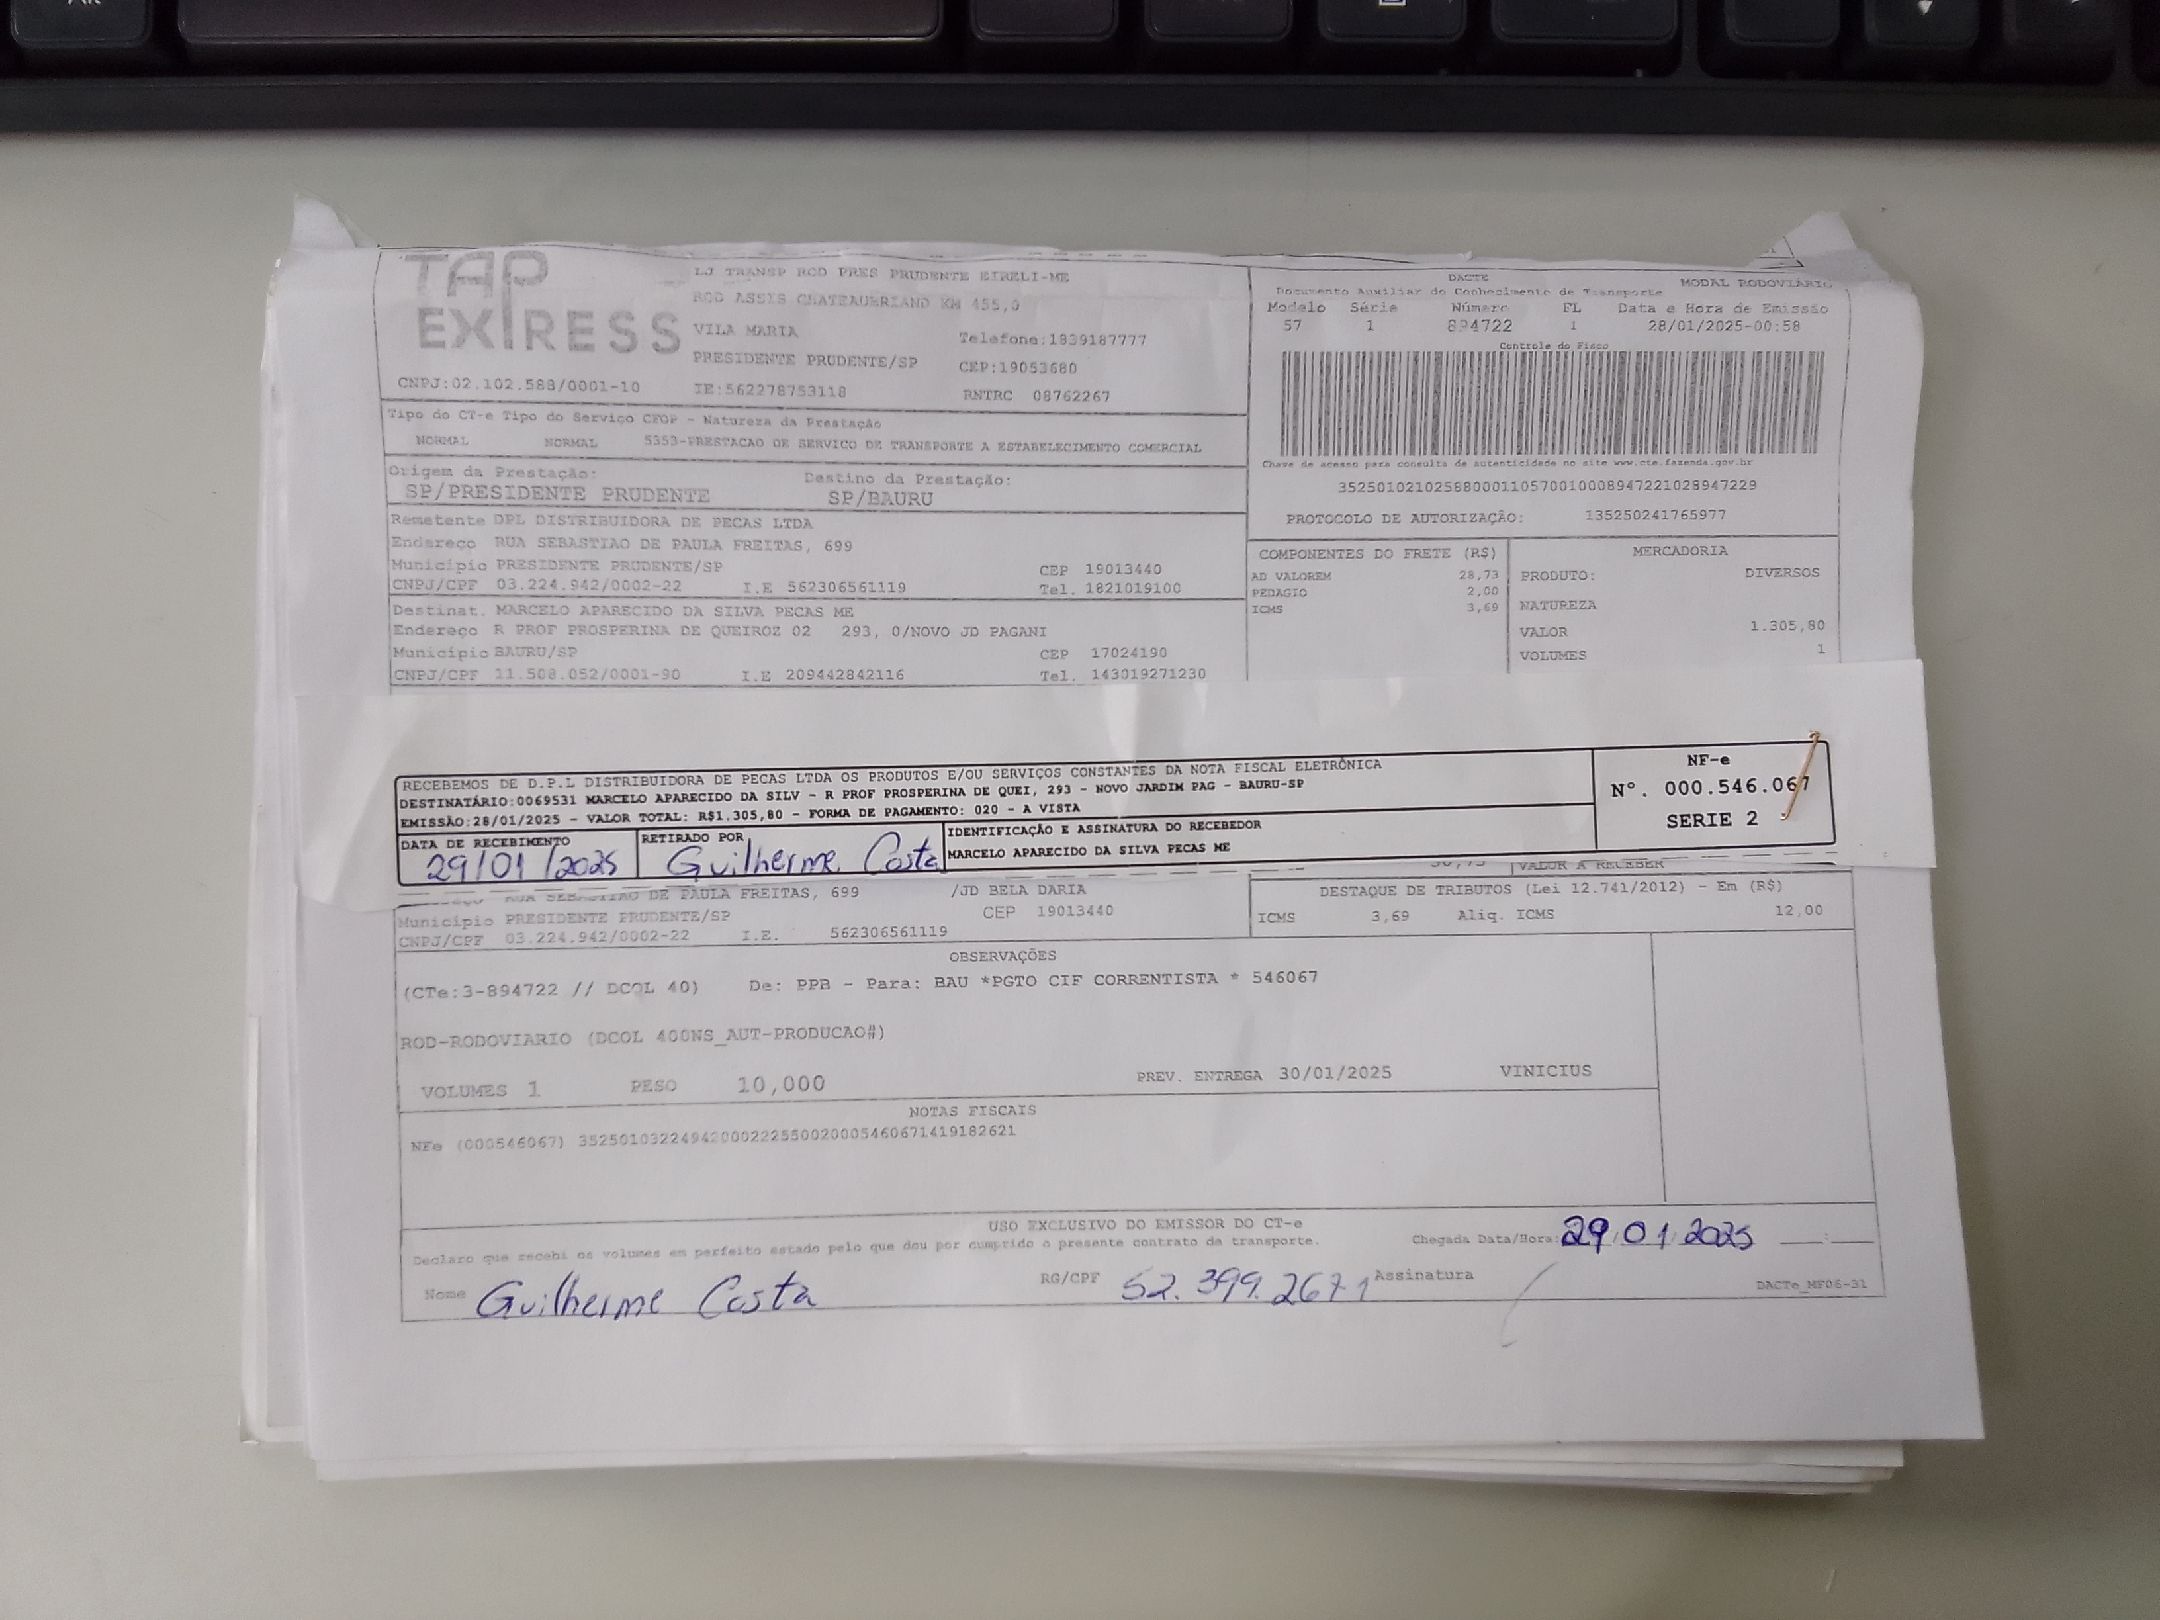 TAP EXPRESS
LJ TRANSP ROD PRES PRUDENTE EIRELI-ME
ROD ASSIS CHATEAUBRIAND KM 455,0
VILA MARIA Telefone:1839187777
PRESIDENTE PRUDENTE/SP CEP:19053680
CNPJ:02.102.588/0001-10 IE:562278753118 RNTRC 08762267
DACTE MODAL RODOVIÁRIO
Documento Auxiliar do Conhecimento de Transporte
Modelo Série Número FL Data e Hora de Emissão
57 1 894722 1 28/01/2025-00:58
Controle do Fisco
Chave de acesso para consulta de autenticidade no site www.cte.fazenda.gov.br
35250102102588000110570010008947221028947229
PROTOCOLO DE AUTORIZAÇÃO: 135250241765977
Tipo do CT-e Tipo do Serviço CFOP - Natureza da Prestação
NORMAL NORMAL 5353-PRESTACAO DE SERVICO DE TRANSPORTE A ESTABELECIMENTO COMERCIAL
Origem da Prestação: Destino da Prestação:
SP/PRESIDENTE PRUDENTE SP/BAURU
Remetente DPL DISTRIBUIDORA DE PECAS LTDA
Endereço RUA SEBASTIAO DE PAULA FREITAS, 699
Município PRESIDENTE PRUDENTE/SP CEP 19013440
CNPJ/CPF 03.224.942/0002-22 I.E 562306561119 Tel. 1821019100
Destinat. MARCELO APARECIDO DA SILVA PECAS ME
Endereço R PROF PROSPERINA DE QUEIROZ 02 293, 0/NOVO JD PAGANI
Município BAURU/SP CEP 17024190
CNPJ/CPF 11.508.052/0001-90 I.E 209442842116 Tel. 143019271230
COMPONENTES DO FRETE (R$)
AD VALOREM 28,73
PEDAGIO 2,00
ICMS 3,69
MERCADORIA
PRODUTO: DIVERSOS
NATUREZA
VALOR 1.305,80
VOLUMES 1
RECEBEMOS DE D.P.L DISTRIBUIDORA DE PECAS LTDA OS PRODUTOS E/OU SERVIÇOS CONSTANTES DA NOTA FISCAL ELETRÔNICA
DESTINATÁRIO:0069531 MARCELO APARECIDO DA SILV - R PROF PROSPERINA DE QUEI, 293 - NOVO JARDIM PAG - BAURU-SP
EMISSÃO:28/01/2025 - VALOR TOTAL: R$1.305,80 - FORMA DE PAGAMENTO: 020 - A VISTA
DATA DE RECEBIMENTO RETIRADO POR IDENTIFICAÇÃO E ASSINATURA DO RECEBEDOR
29/01/2025 Guilherme Costa MARCELO APARECIDO DA SILVA PECAS ME
NF-e
Nº. 000.546.067
SERIE 2
VALOR A RECEBER
RUA SEBASTIAO DE PAULA FREITAS, 699 /JD BELA DARIA
Município PRESIDENTE PRUDENTE/SP CEP 19013440
CNPJ/CPF 03.224.942/0002-22 I.E. 562306561119
DESTAQUE DE TRIBUTOS (Lei 12.741/2012) - Em (R$)
ICMS 3,69 Aliq. ICMS 12,00
OBSERVAÇÕES
(CTe:3-894722 // DCOL 40) De: PPB - Para: BAU *PGTO CIF CORRENTISTA * 546067
ROD-RODOVIARIO (DCOL 400NS_AUT-PRODUCAO#)
VOLUMES 1 PESO 10,000 PREV. ENTREGA 30/01/2025 VINICIUS
NOTAS FISCAIS
NFe (000546067) 35250103224942000222550020005460671419182621
USO EXCLUSIVO DO EMISSOR DO CT-e
Declaro que recebi os volumes em perfeito estado pelo que dou por cumprido o presente contrato de transporte. Chegada Data/Hora: 29 01 2025 __:__
Nome Guilherme Costa RG/CPF 52.399.267 1 Assinatura DACTe_MF06-31